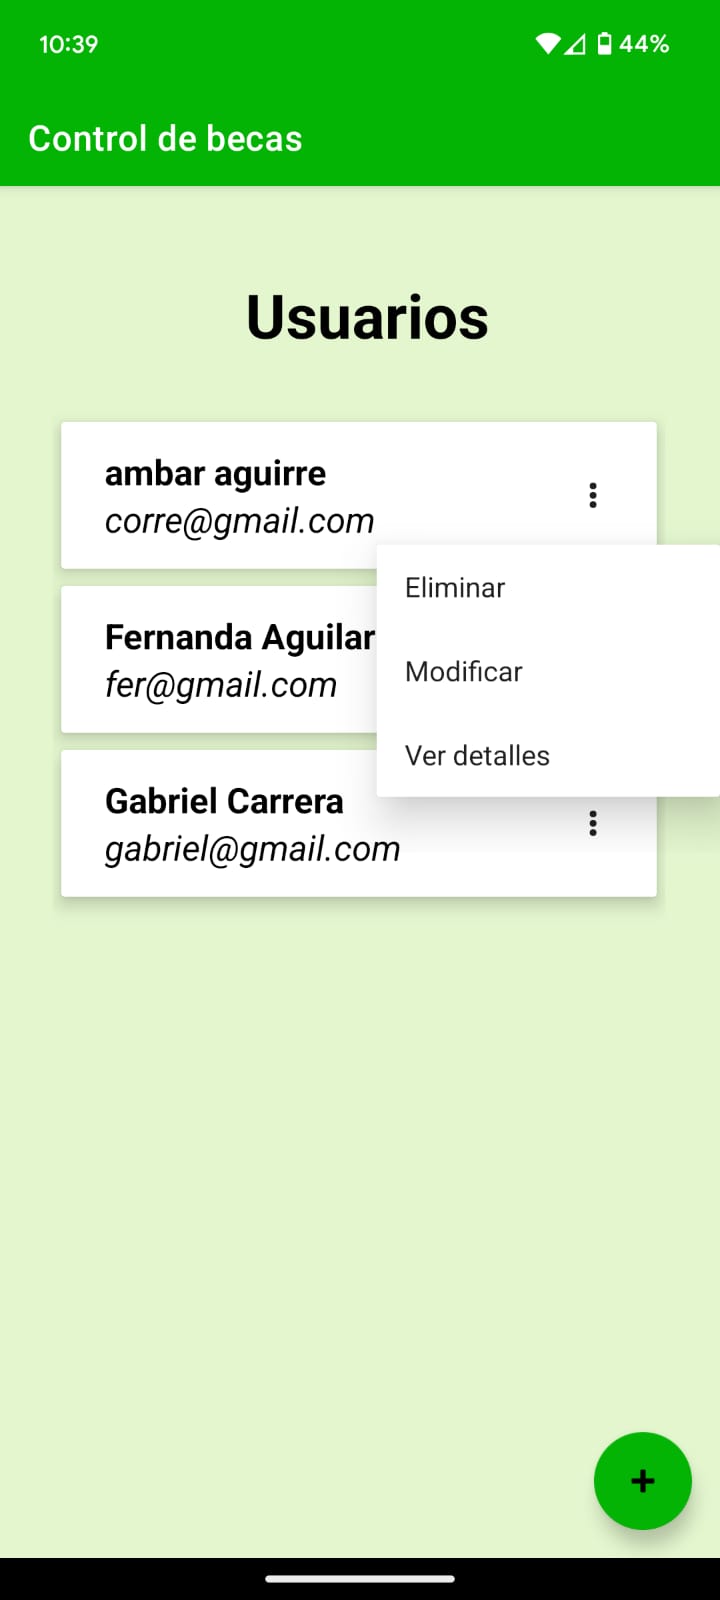 10:39
44%
Control de becas
Usuarios
ambar aguirre
corre@gmail.com
Eliminar
Fernanda Aguilar
Modificar
fer@gmail.com
Ver detalles
Gabriel Carrera
gabriel@gmail.com
+